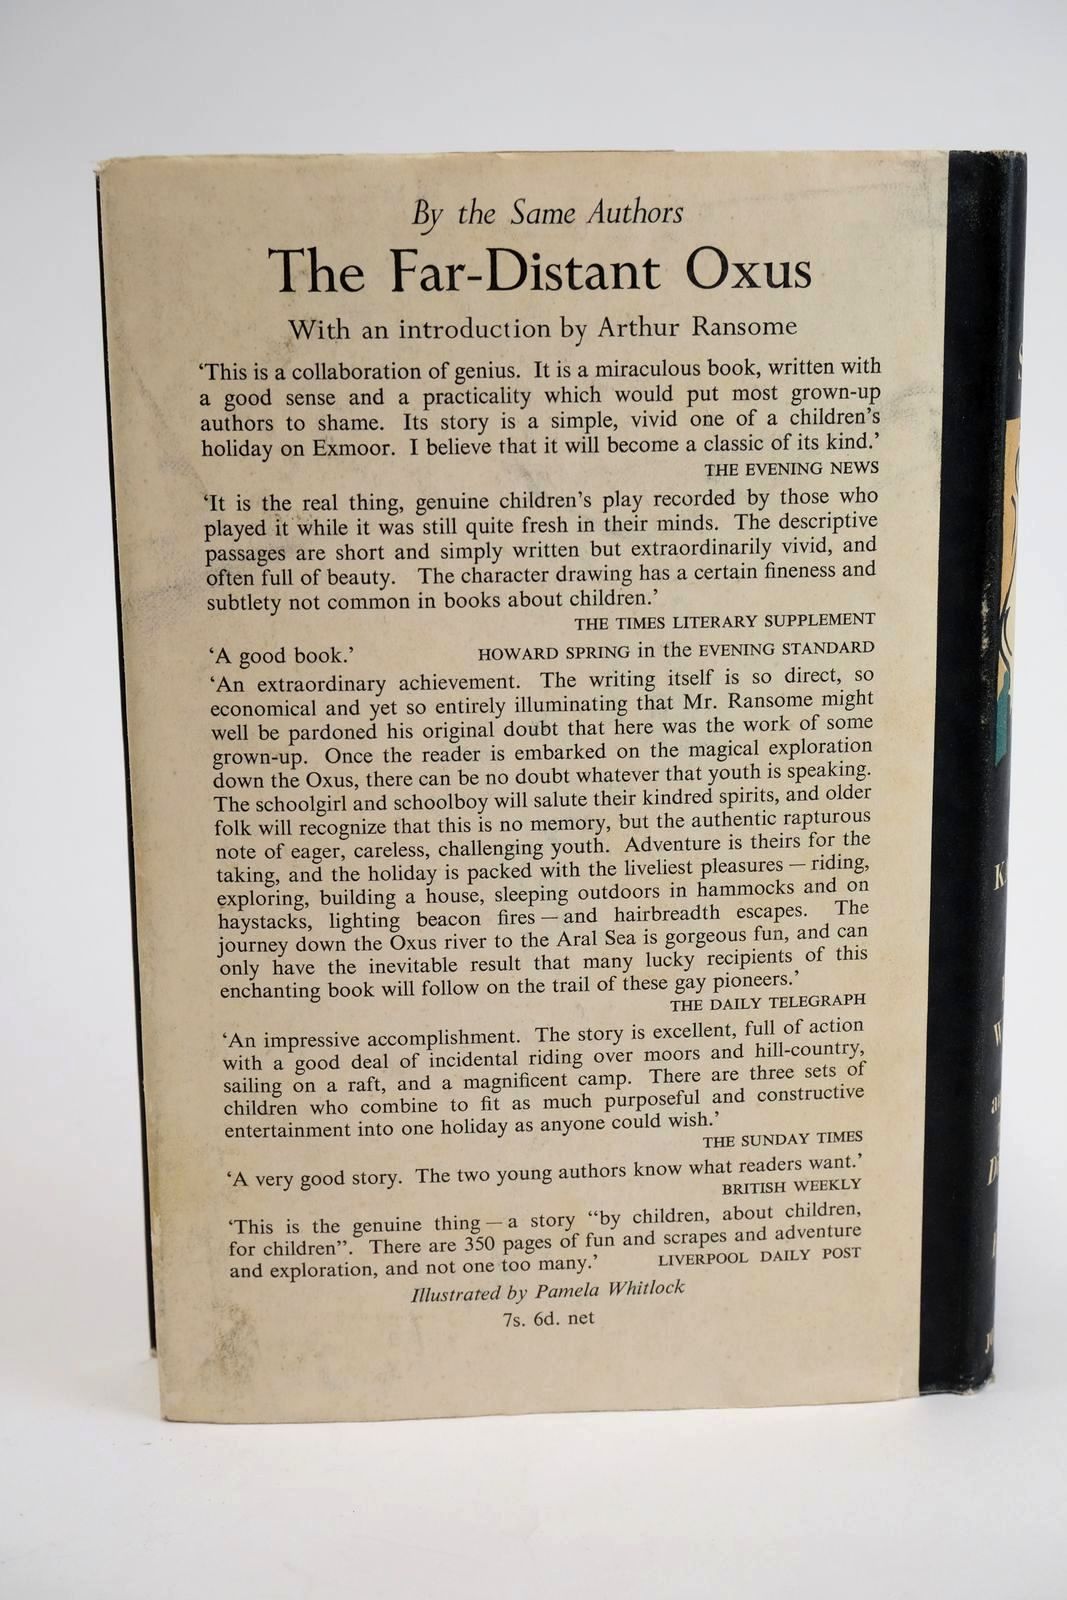 By the Same Authors
The Far-Distant Oxus
With an introduction by Arthur Ransome
‘This is a collaboration of genius. It is a miraculous book, written with
a good sense and a practicality which would put most grown-up
authors to shame. Its story is a simple, vivid one of a children’s
holiday on Exmoor. I believe that it will become a classic of its kind.’
THE EVENING NEWS
‘It is the real thing, genuine children’s play recorded by those who
played it while it was still quite fresh in their minds. The descriptive
passages are short and simply written but extraordinarily vivid, and
often full of beauty. The character drawing has a certain fineness and
subtlety not common in books about children.’
THE TIMES LITERARY SUPPLEMENT
‘A good book.’ HOWARD SPRING in the EVENING STANDARD
‘An extraordinary achievement. The writing itself is so direct, so
economical and yet so entirely illuminating that Mr. Ransome might
well be pardoned his original doubt that here was the work of some
grown-up. Once the reader is embarked on the magical exploration
down the Oxus, there can be no doubt whatever that youth is speaking.
The schoolgirl and schoolboy will salute their kindred spirits, and older
folk will recognize that this is no memory, but the authentic rapturous
note of eager, careless, challenging youth. Adventure is theirs for the
taking, and the holiday is packed with the liveliest pleasures — riding,
exploring, building a house, sleeping outdoors in hammocks and on
haystacks, lighting beacon fires — and hairbreadth escapes. The
journey down the Oxus river to the Aral Sea is gorgeous fun, and can
only have the inevitable result that many lucky recipients of this
enchanting book will follow on the trail of these gay pioneers.’
THE DAILY TELEGRAPH
‘An impressive accomplishment. The story is excellent, full of action
with a good deal of incidental riding over moors and hill-country,
sailing on a raft, and a magnificent camp. There are three sets of
children who combine to fit as much purposeful and constructive
entertainment into one holiday as anyone could wish.’
THE SUNDAY TIMES
‘A very good story. The two young authors know what readers want.’
BRITISH WEEKLY
‘This is the genuine thing — a story “by children, about children,
for children”. There are 350 pages of fun and scrapes and adventure
and exploration, and not one too many.’ LIVERPOOL DAILY POST
Illustrated by Pamela Whitlock
7s. 6d. net